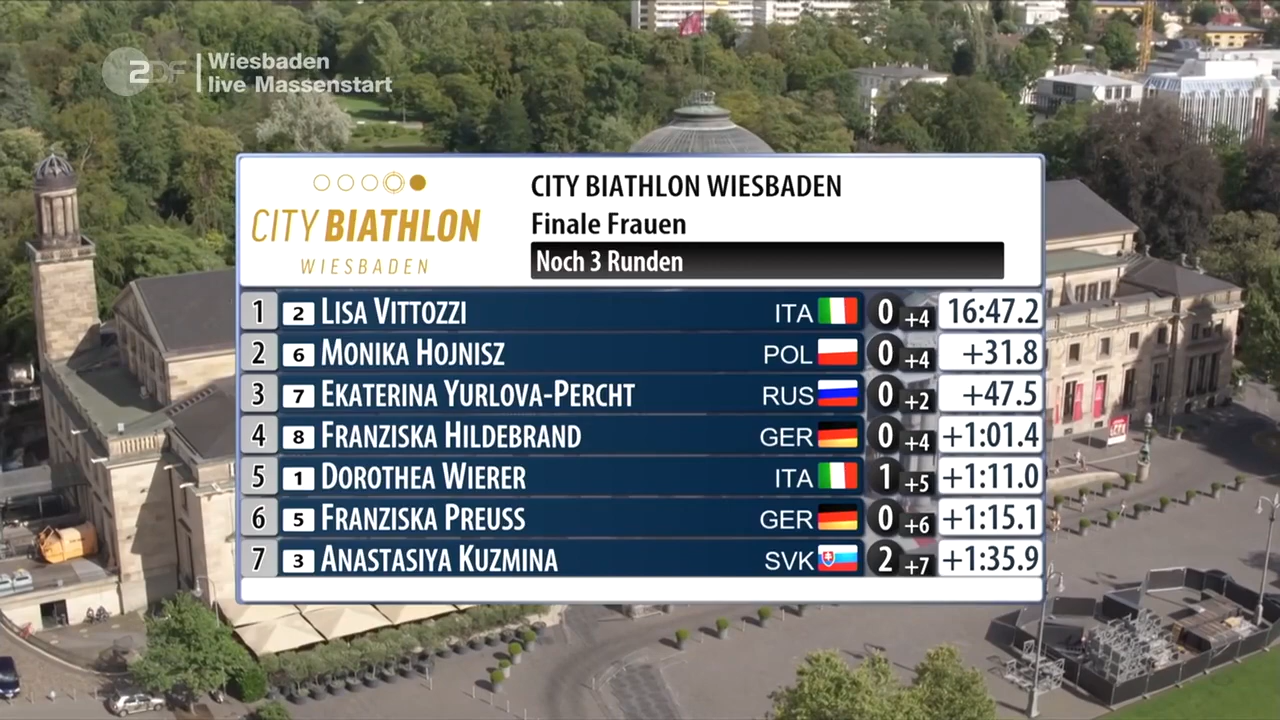 ZDF Wiesbaden
live Massenstart
CITY BIATHLON
WIESBADEN
CITY BIATHLON WIESBADEN
Finale Frauen
Noch 3 Runden
1 2 LISA VITTOZZI ITA 0 +4 16:47.2
2 6 MONIKA HOJNISZ POL 0 +4 +31.8
3 7 EKATERINA YURLOVA-PERCHT RUS 0 +2 +47.5
4 8 FRANZISKA HILDEBRAND GER 0 +4 +1:01.4
5 1 DOROTHEA WIERER ITA 1 +5 +1:11.0
6 5 FRANZISKA PREUSS GER 0 +6 +1:15.1
7 3 ANASTASIYA KUZMINA SVK 2 +7 +1:35.9